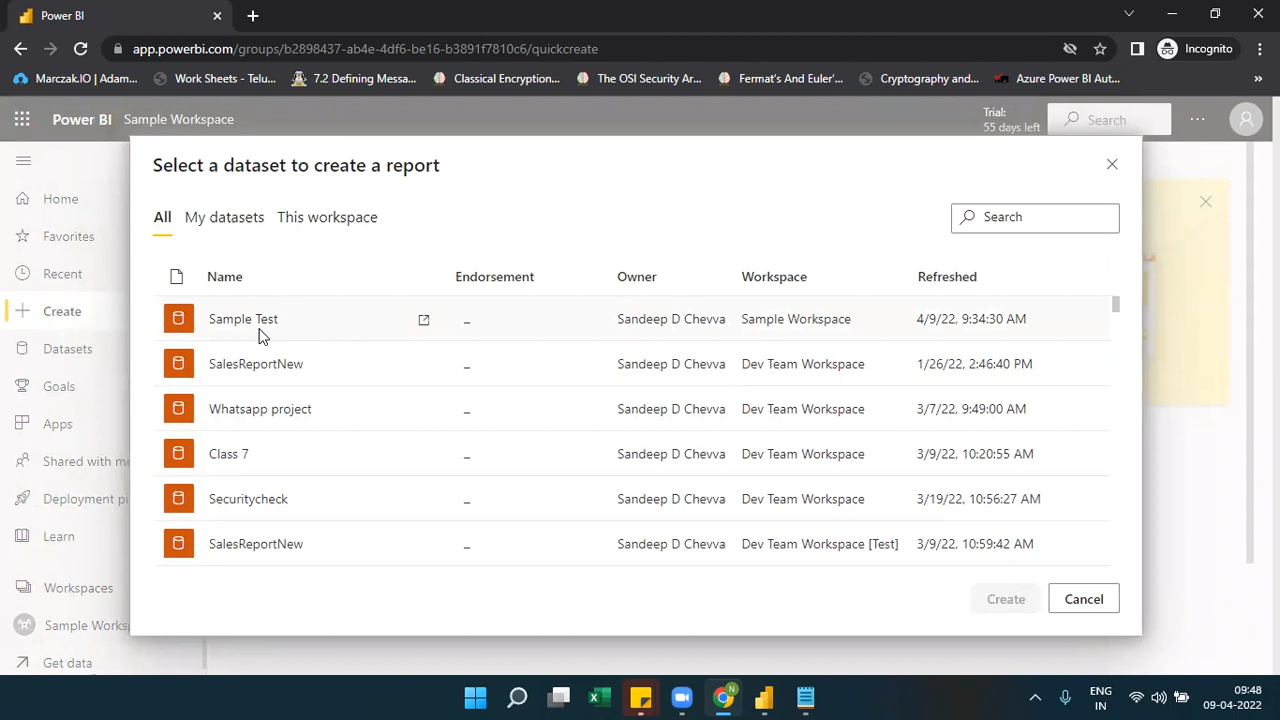 Power BI
app.powerbi.com/groups/b2898437-ab4e-4df6-be16-b3891f7810c6/quickcreate
Incognito
Marczak.IO | Adam...
Work Sheets - Telu...
7.2 Defining Messa...
Classical Encryption...
The OSI Security Ar...
Fermat's And Euler'...
Cryptography and...
Azure Power BI Aut...
Power BI Sample Workspace
Trial:
55 days left
Search
Home
Favorites
Recent
Create
Datasets
Goals
Apps
Shared with me
Deployment pi
Learn
Workspaces
Sample Works
Get data
Select a dataset to create a report
All My datasets This workspace
Search
Name Endorsement Owner Workspace Refreshed
Sample Test – Sandeep D Chevva Sample Workspace 4/9/22, 9:34:30 AM
SalesReportNew – Sandeep D Chevva Dev Team Workspace 1/26/22, 2:46:40 PM
Whatsapp project – Sandeep D Chevva Dev Team Workspace 3/7/22, 9:49:00 AM
Class 7 – Sandeep D Chevva Dev Team Workspace 3/9/22, 10:20:55 AM
Securitycheck – Sandeep D Chevva Dev Team Workspace 3/19/22, 10:56:27 AM
SalesReportNew – Sandeep D Chevva Dev Team Workspace [Test] 3/9/22, 10:59:42 AM
Create Cancel
ENG
IN
09:48
09-04-2022